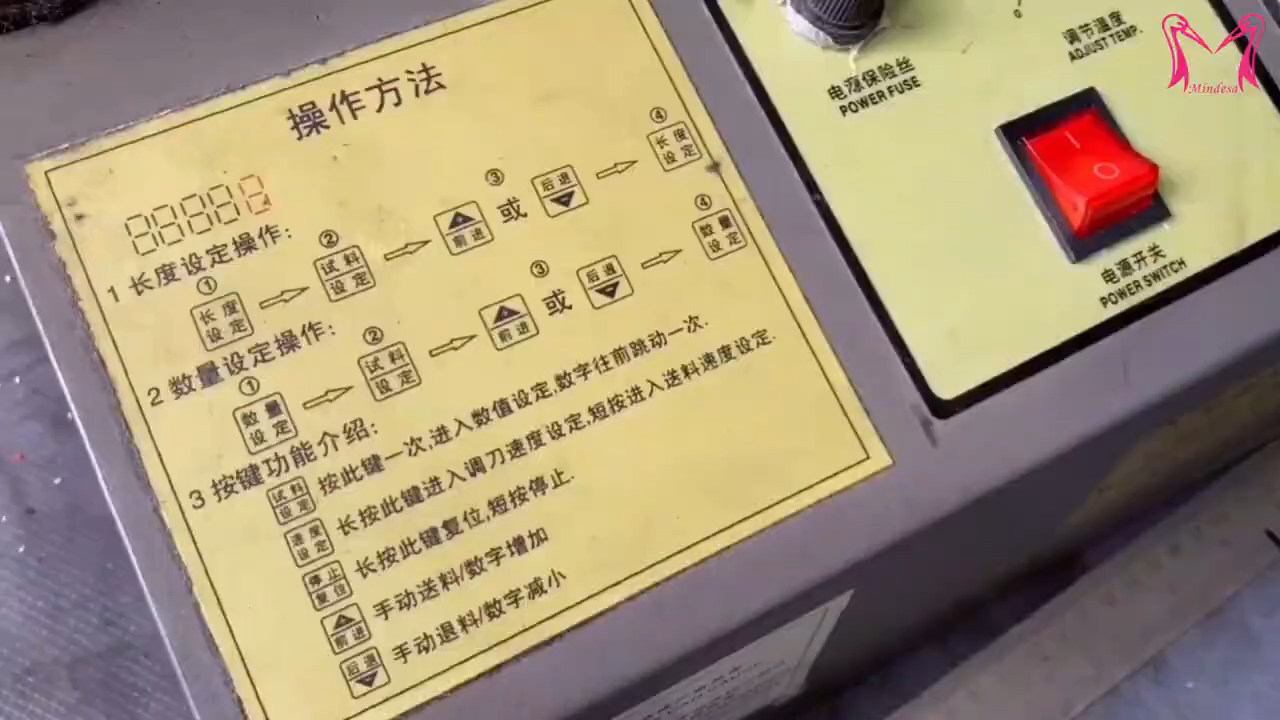 操作方法
88888
1 长度设定操作:
① 长度设定 ② 试料设定 ③ 前进 或 后退 ④ 长度设定
2 数量设定操作:
① 数量设定 ② 试料设定 ③ 前进 或 后退 ④ 数量设定
3 按键功能介绍:
试料设定 按此键一次,进入数值设定,数字往前跳动一次.
速度设定 长按此键进入调刀速度设定,短按进入送料速度设定.
停止复位 长按此键复位,短按停止.
前进 手动送料/数字增加
后退 手动退料/数字减小
电源保险丝
POWER FUSE
0
调节温度
ADJUST TEMP.
电源开关
POWER SWITCH
Mindesa